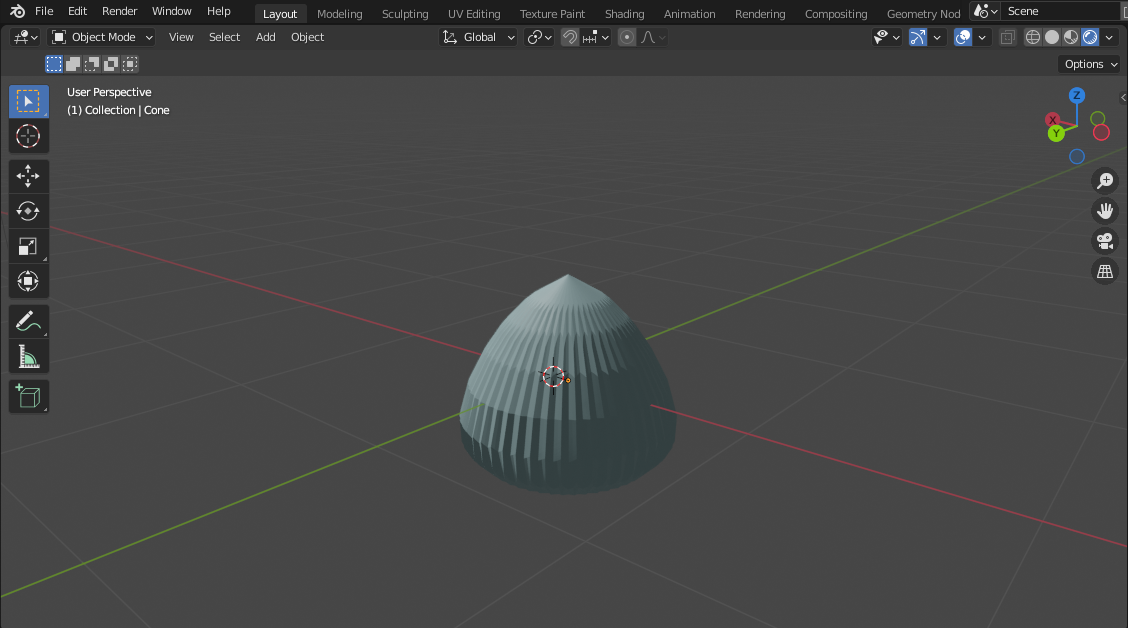 File Edit Render Window Help Layout Modeling Sculpting UV Editing Texture Paint Shading Animation Rendering Compositing Geometry Nod Scene
Object Mode View Select Add Object Global
Options
User Perspective
(1) Collection | Cone
Z
X
Y